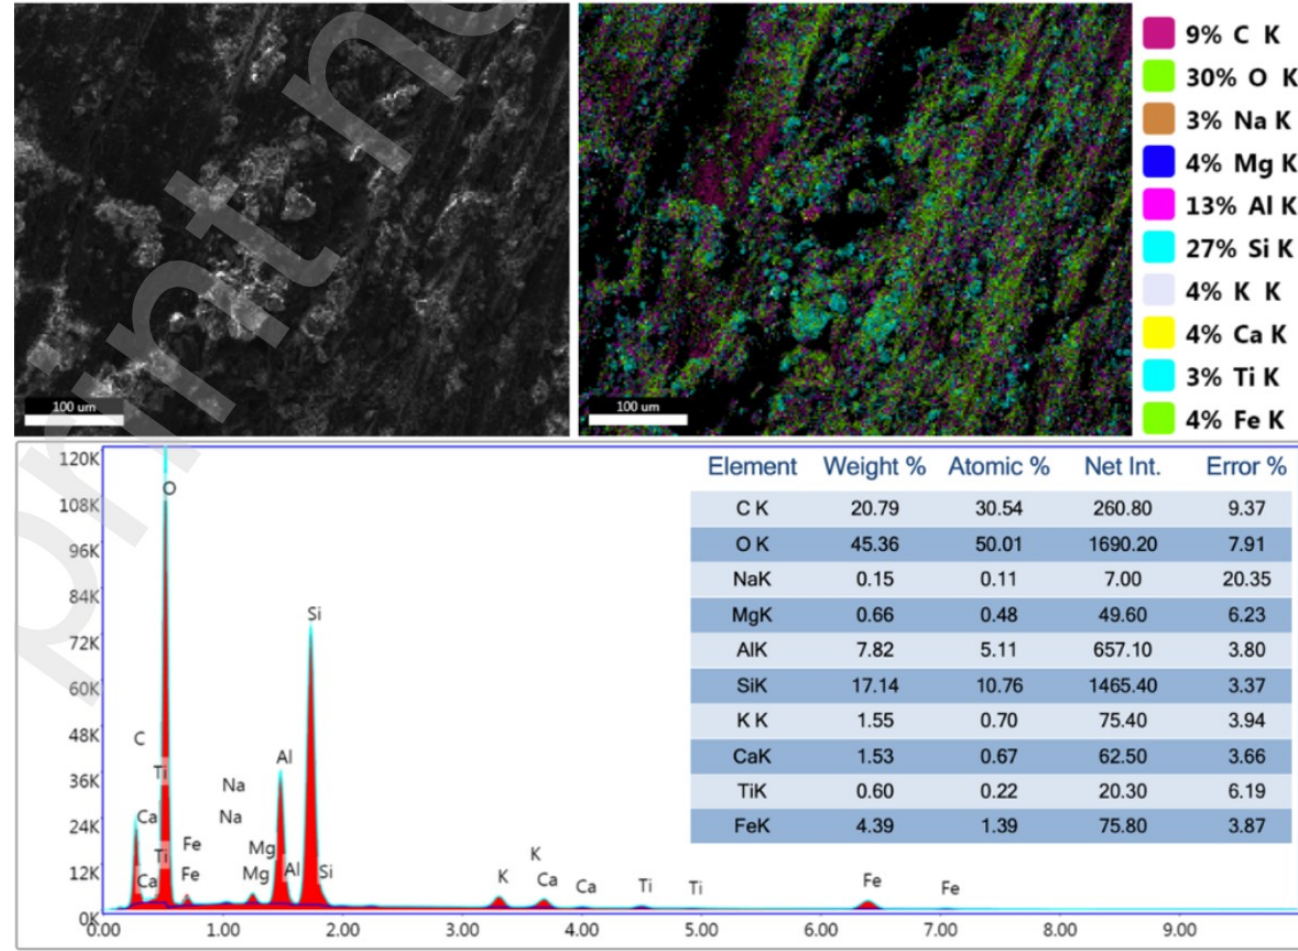 9% C K
30% O K
3% Na K
4% Mg K
13% Al K
27% Si K
4% K K
4% Ca K
3% Ti K
4% Fe K
100 um
100 um
print n
120K
108K
96K
84K
72K
60K
48K
36K
24K
12K
0K
O
Si
C
Ti
Al
Na
Ca
Na
Fe
Ti
Mg
K
Ca
Fe
Mg
Al
Si
K
Ca
Ca
Ti
Ti
Fe
Fe
0.00 1.00 2.00 3.00 4.00 5.00 6.00 7.00 8.00 9.00
Element Weight % Atomic % Net Int. Error %
C K 20.79 30.54 260.80 9.37
O K 45.36 50.01 1690.20 7.91
NaK 0.15 0.11 7.00 20.35
MgK 0.66 0.48 49.60 6.23
AlK 7.82 5.11 657.10 3.80
SiK 17.14 10.76 1465.40 3.37
K K 1.55 0.70 75.40 3.94
CaK 1.53 0.67 62.50 3.66
TiK 0.60 0.22 20.30 6.19
FeK 4.39 1.39 75.80 3.87